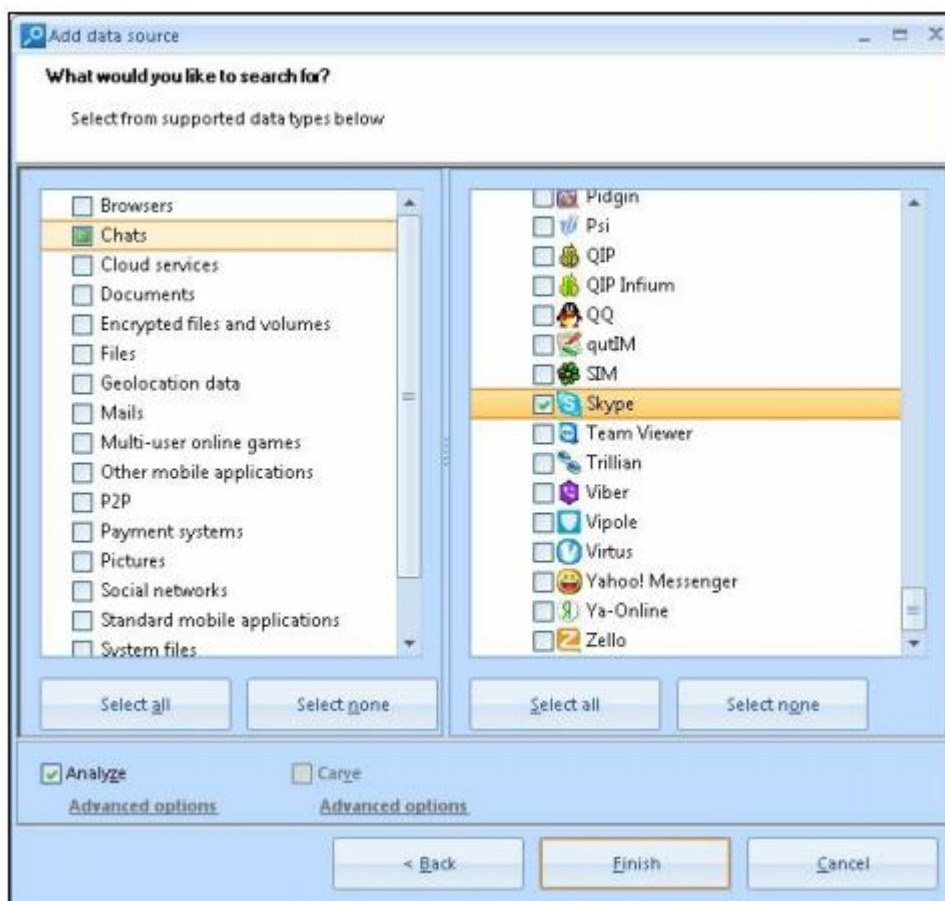 Add data source
What would you like to search for?
Select from supported data types below
Browsers
Chats
Cloud services
Documents
Encrypted files and volumes
Files
Geolocation data
Mails
Multi-user online games
Other mobile applications
P2P
Payment systems
Pictures
Social networks
Standard mobile applications
System files
Select all
Select none
Pidgin
Psi
QIP
QIP Infium
QQ
qutIM
SIM
Skype
Team Viewer
Trillian
Viber
Vipole
Virtus
Yahoo! Messenger
Ya-Online
Zello
Select all
Select none
Analyze
Carve
Advanced options
Advanced options
< Back
Finish
Cancel